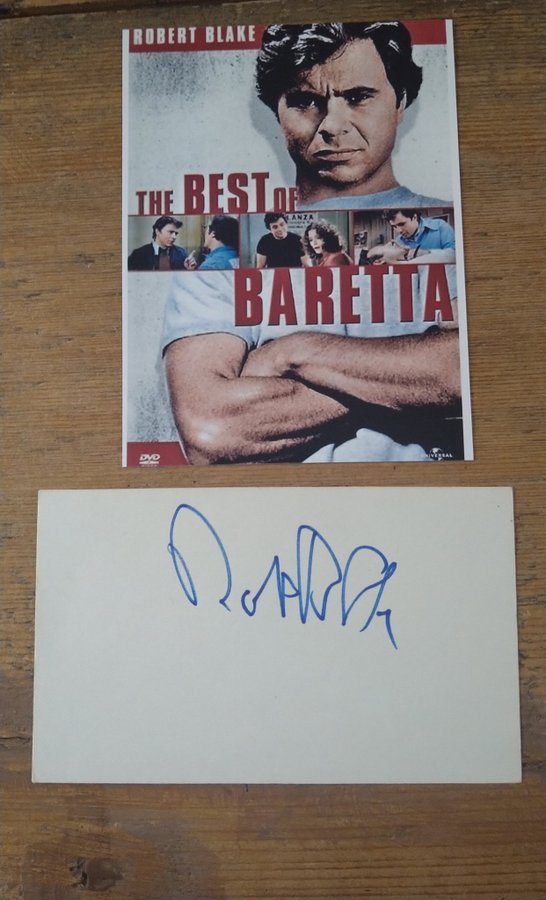 ROBERT BLAKE
THE BEST OF
LANZA
BARETTA
DVD
UNIVERSAL